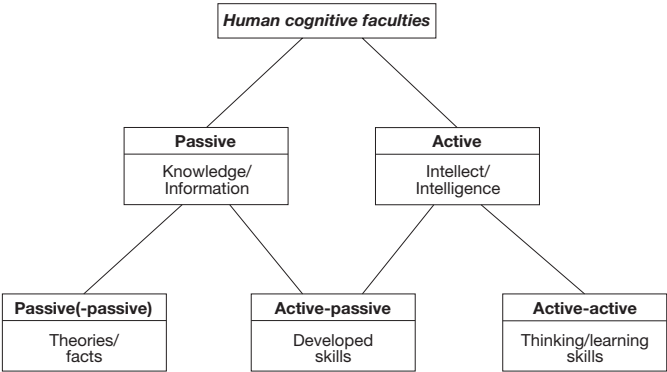 Human cognitive faculties
Passive
Knowledge/
Information
Active
Intellect/
Intelligence
Passive(-passive)
Theories/
facts
Active-passive
Developed
skills
Active-active
Thinking/learning
skills